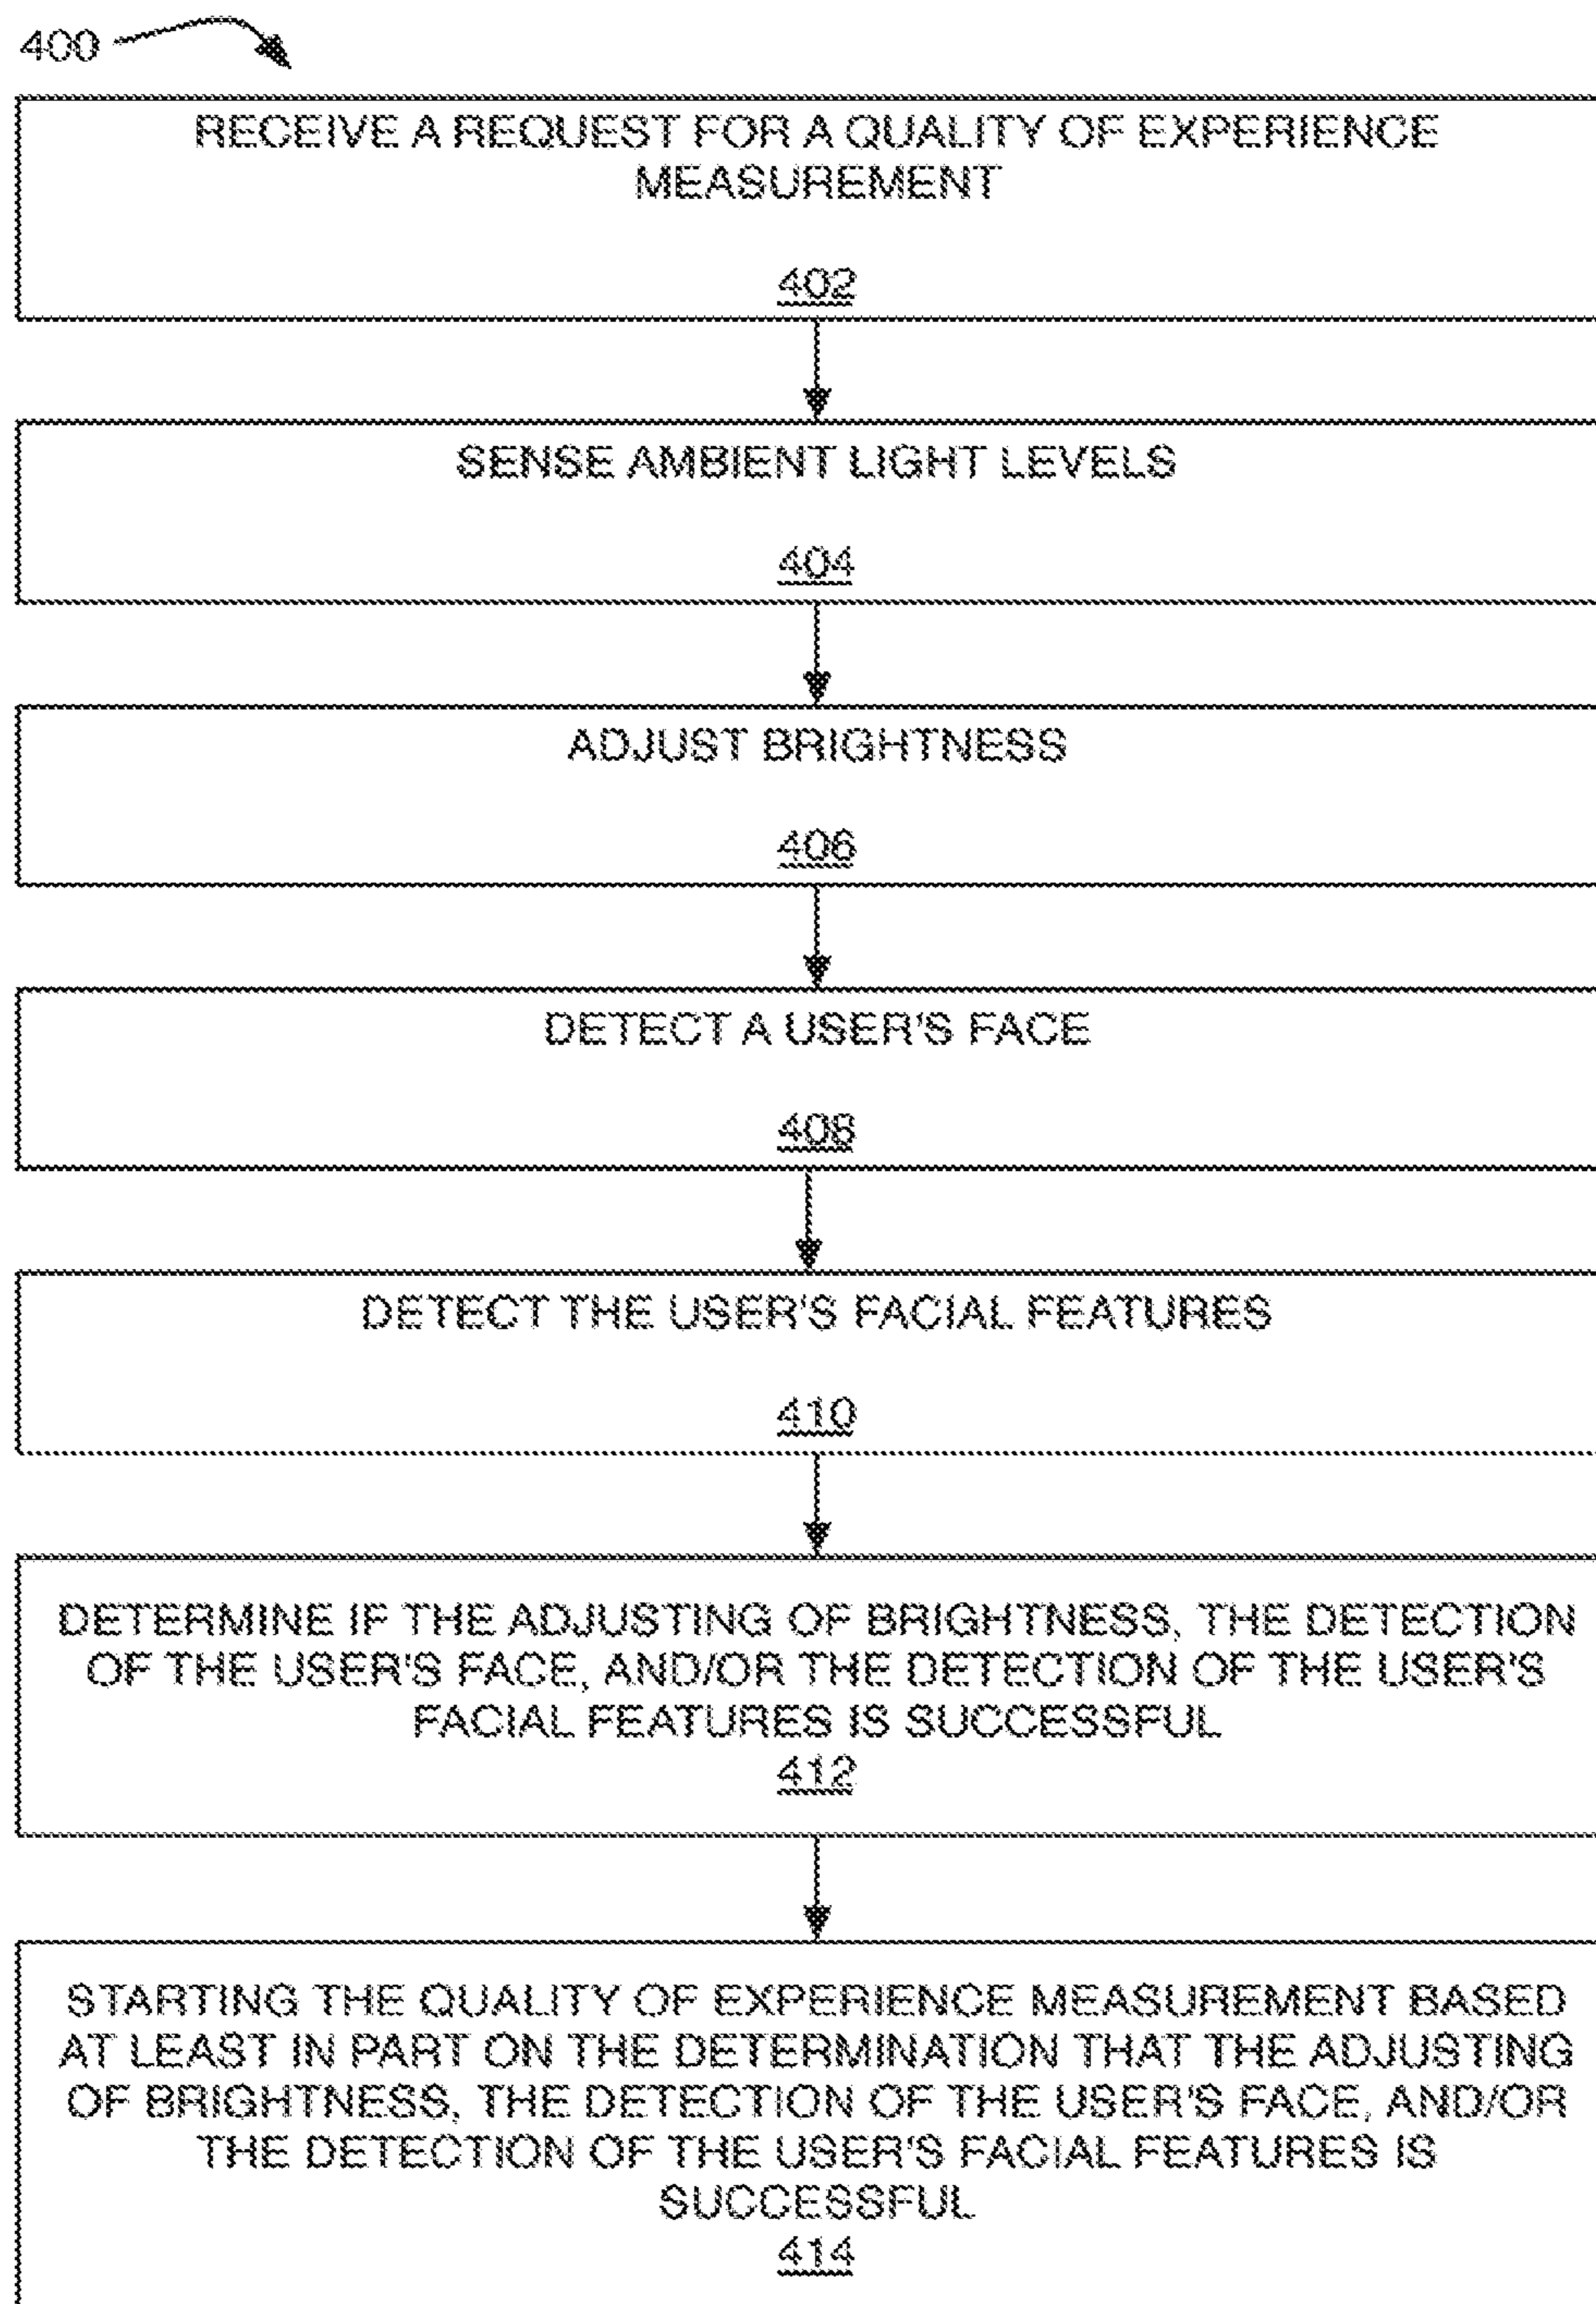 400
RECEIVE A REQUEST FOR A QUALITY OF EXPERIENCE
MEASUREMENT
402
SENSE AMBIENT LIGHT LEVELS
404
ADJUST BRIGHTNESS
406
DETECT A USER'S FACE
408
DETECT THE USER'S FACIAL FEATURES
410
DETERMINE IF THE ADJUSTING OF BRIGHTNESS, THE DETECTION
OF THE USER'S FACE, AND/OR THE DETECTION OF THE USER'S
FACIAL FEATURES IS SUCCESSFUL
412
STARTING THE QUALITY OF EXPERIENCE MEASUREMENT BASED
AT LEAST IN PART ON THE DETERMINATION THAT THE ADJUSTING
OF BRIGHTNESS, THE DETECTION OF THE USER'S FACE, AND/OR
THE DETECTION OF THE USER'S FACIAL FEATURES IS
SUCCESSFUL
414